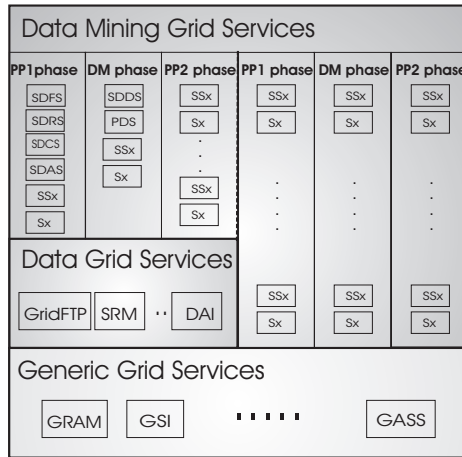 Data Mining Grid Services
PP1phase DM phase PP2 phase PP1 phase DM phase PP2 phase
SDFS SDDS SSx SSx SSx SSx
SDRS PDS Sx Sx Sx Sx
SDCS SSx
SDAS Sx SSx
SSx Sx
Sx
Data Grid Services
GridFTP SRM DAI
SSx SSx SSx
Sx Sx Sx
Generic Grid Services
GRAM GSI GASS